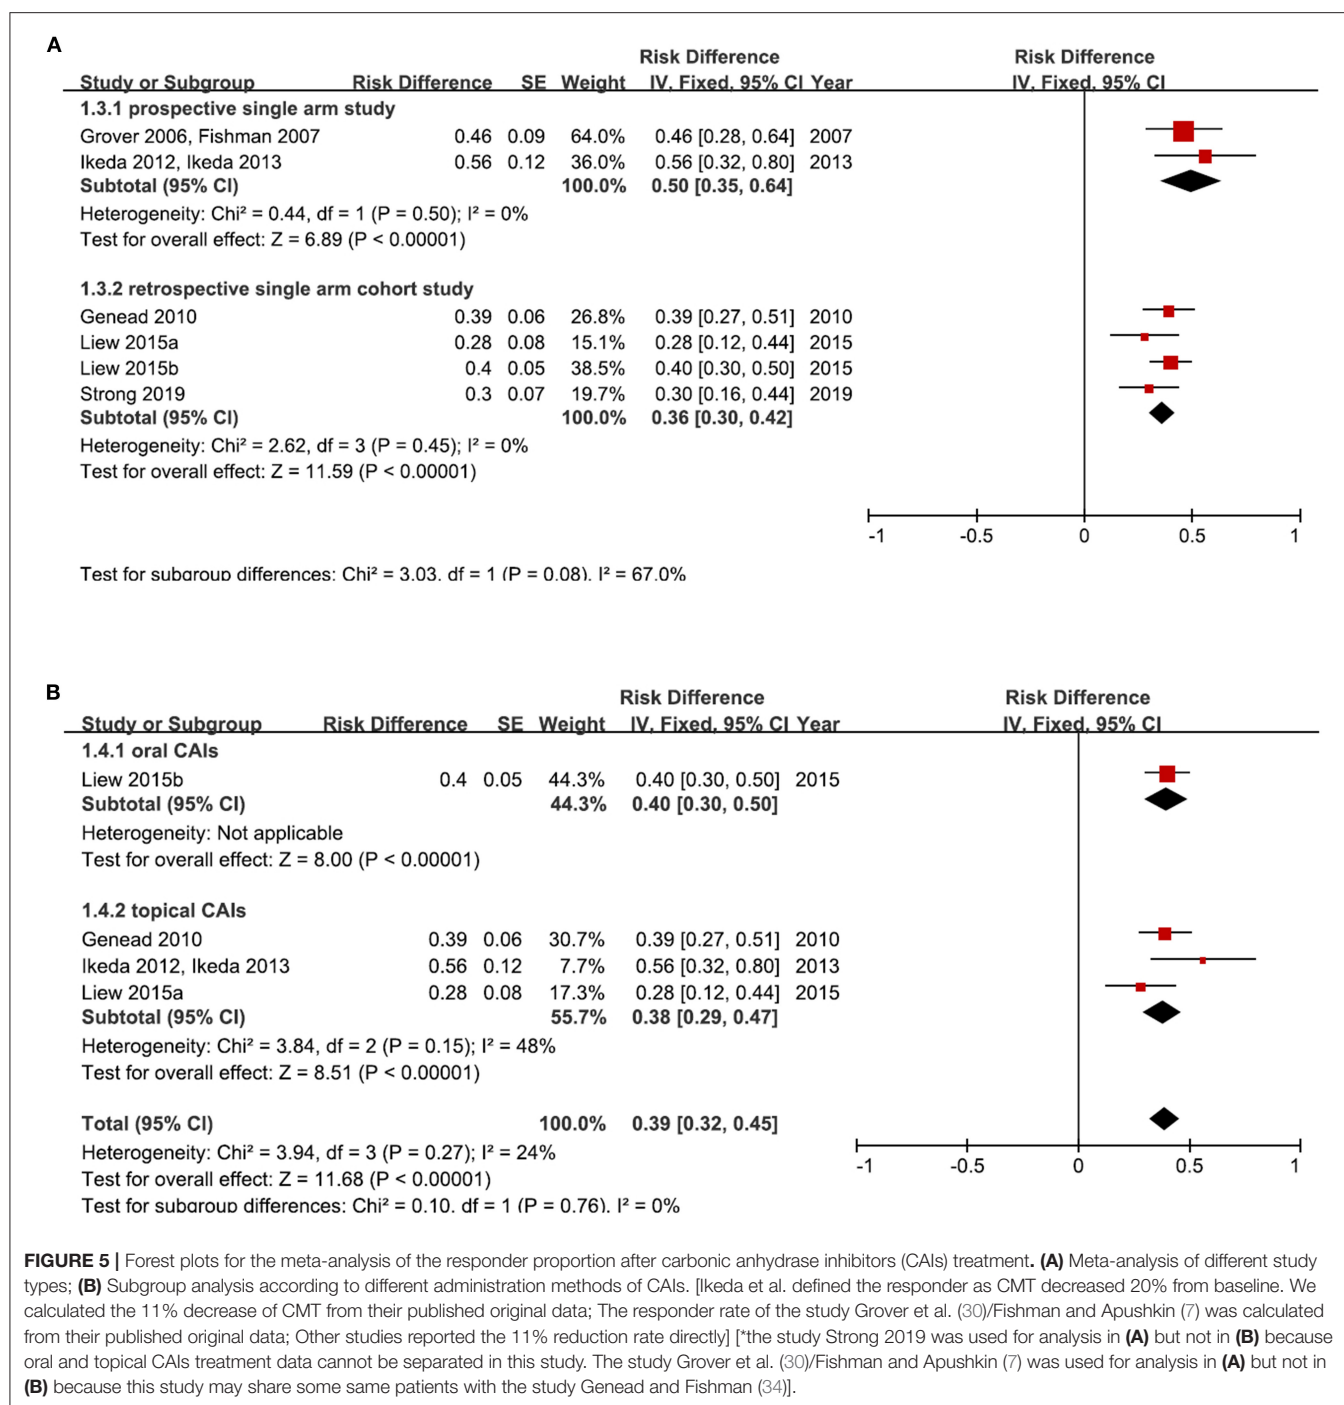 A
Risk Difference Risk Difference
Study or Subgroup Risk Difference SE Weight IV, Fixed, 95% CI Year IV, Fixed, 95% CI
1.3.1 prospective single arm study
Grover 2006, Fishman 2007 0.46 0.09 64.0% 0.46 [0.28, 0.64] 2007
Ikeda 2012, Ikeda 2013 0.56 0.12 36.0% 0.56 [0.32, 0.80] 2013
Subtotal (95% CI) 100.0% 0.50 [0.35, 0.64]
Heterogeneity: Chi² = 0.44, df = 1 (P = 0.50); I² = 0%
Test for overall effect: Z = 6.89 (P < 0.00001)
1.3.2 retrospective single arm cohort study
Genead 2010 0.39 0.06 26.8% 0.39 [0.27, 0.51] 2010
Liew 2015a 0.28 0.08 15.1% 0.28 [0.12, 0.44] 2015
Liew 2015b 0.4 0.05 38.5% 0.40 [0.30, 0.50] 2015
Strong 2019 0.3 0.07 19.7% 0.30 [0.16, 0.44] 2019
Subtotal (95% CI) 100.0% 0.36 [0.30, 0.42]
Heterogeneity: Chi² = 2.62, df = 3 (P = 0.45); I² = 0%
Test for overall effect: Z = 11.59 (P < 0.00001)
-1 -0.5 0 0.5 1
Test for subgroup differences: Chi² = 3.03, df = 1 (P = 0.08), I² = 67.0%
B
Risk Difference Risk Difference
Study or Subgroup Risk Difference SE Weight IV, Fixed, 95% CI Year IV, Fixed, 95% CI
1.4.1 oral CAIs
Liew 2015b 0.4 0.05 44.3% 0.40 [0.30, 0.50] 2015
Subtotal (95% CI) 44.3% 0.40 [0.30, 0.50]
Heterogeneity: Not applicable
Test for overall effect: Z = 8.00 (P < 0.00001)
1.4.2 topical CAIs
Genead 2010 0.39 0.06 30.7% 0.39 [0.27, 0.51] 2010
Ikeda 2012, Ikeda 2013 0.56 0.12 7.7% 0.56 [0.32, 0.80] 2013
Liew 2015a 0.28 0.08 17.3% 0.28 [0.12, 0.44] 2015
Subtotal (95% CI) 55.7% 0.38 [0.29, 0.47]
Heterogeneity: Chi² = 3.84, df = 2 (P = 0.15); I² = 48%
Test for overall effect: Z = 8.51 (P < 0.00001)
Total (95% CI) 100.0% 0.39 [0.32, 0.45]
Heterogeneity: Chi² = 3.94, df = 3 (P = 0.27); I² = 24%
-1 -0.5 0 0.5 1
Test for overall effect: Z = 11.68 (P < 0.00001)
Test for subgroup differences: Chi² = 0.10, df = 1 (P = 0.76), I² = 0%
FIGURE 5 | Forest plots for the meta-analysis of the responder proportion after carbonic anhydrase inhibitors (CAIs) treatment. (A) Meta-analysis of different study
types; (B) Subgroup analysis according to different administration methods of CAIs. [Ikeda et al. defined the responder as CMT decreased 20% from baseline. We
calculated the 11% decrease of CMT from their published original data; The responder rate of the study Grover et al. (30)/Fishman and Apushkin (7) was calculated
from their published original data; Other studies reported the 11% reduction rate directly] [*the study Strong 2019 was used for analysis in (A) but not in (B) because
oral and topical CAIs treatment data cannot be separated in this study. The study Grover et al. (30)/Fishman and Apushkin (7) was used for analysis in (A) but not in
(B) because this study may share some same patients with the study Genead and Fishman (34)].